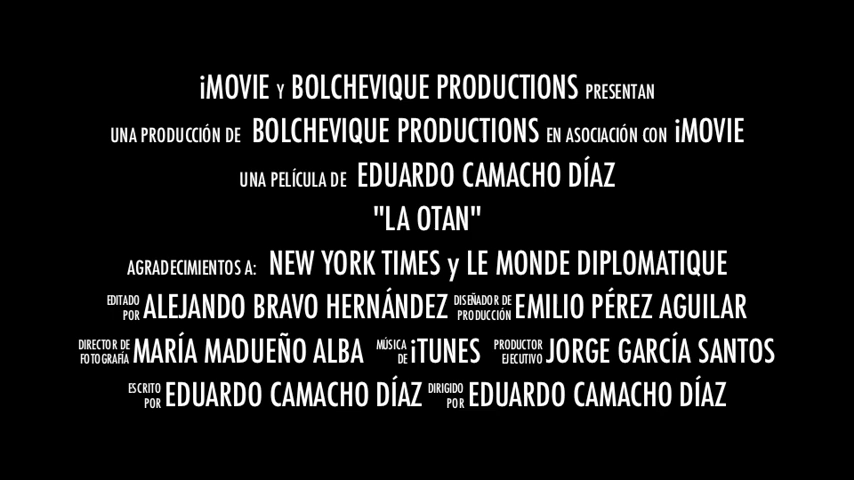 iMOVIE Y BOLCHEVIQUE PRODUCTIONS PRESENTAN
UNA PRODUCCIÓN DE BOLCHEVIQUE PRODUCTIONS EN ASOCIACIÓN CON iMOVIE
UNA PELÍCULA DE EDUARDO CAMACHO DÍAZ
"LA OTAN"
AGRADECIMIENTOS A: NEW YORK TIMES y LE MONDE DIPLOMATIQUE
EDITADO POR ALEJANDO BRAVO HERNÁNDEZ DISEÑADOR DE PRODUCCIÓN EMILIO PÉREZ AGUILAR
DIRECTOR DE FOTOGRAFÍA MARÍA MADUEÑO ALBA MÚSICA DE iTUNES PRODUCTOR EJECUTIVO JORGE GARCÍA SANTOS
ESCRITO POR EDUARDO CAMACHO DÍAZ DIRIGIDO POR EDUARDO CAMACHO DÍAZ